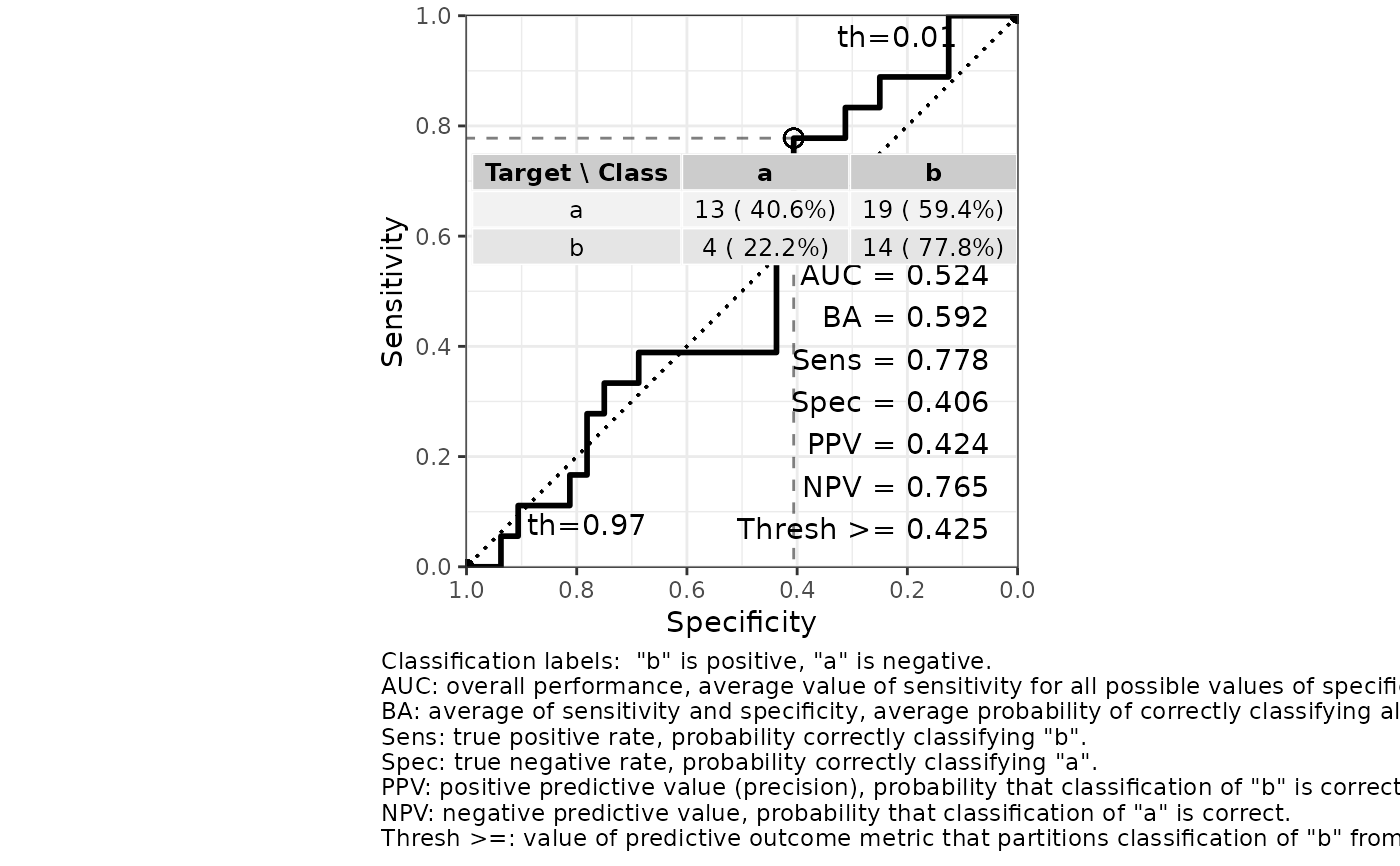 1.0
th=0.01
0.8
Target \ Class a b
a 13 ( 40.6%) 19 ( 59.4%)
0.6
b 4 ( 22.2%) 14 ( 77.8%)
AUC = 0.524
BA = 0.592
Sensitivity
0.4
Sens = 0.778
Spec = 0.406
0.2
PPV = 0.424
NPV = 0.765
th=0.97
Thresh >= 0.425
0.0
1.0 0.8 0.6 0.4 0.2 0.0
Specificity
Classification labels:  "b" is positive, "a" is negative.
AUC: overall performance, average value of sensitivity for all possible values of
BA: average of sensitivity and specificity, average probability of correctly classifying
Sens: true positive rate, probability correctly classifying "b".
Spec: true negative rate, probability correctly classifying "a".
PPV: positive predictive value (precision), probability that classification of "b" is correct
NPV: negative predictive value, probability that classification of "a" is correct.
Thresh >=: value of predictive outcome metric that partitions classification of "b" from